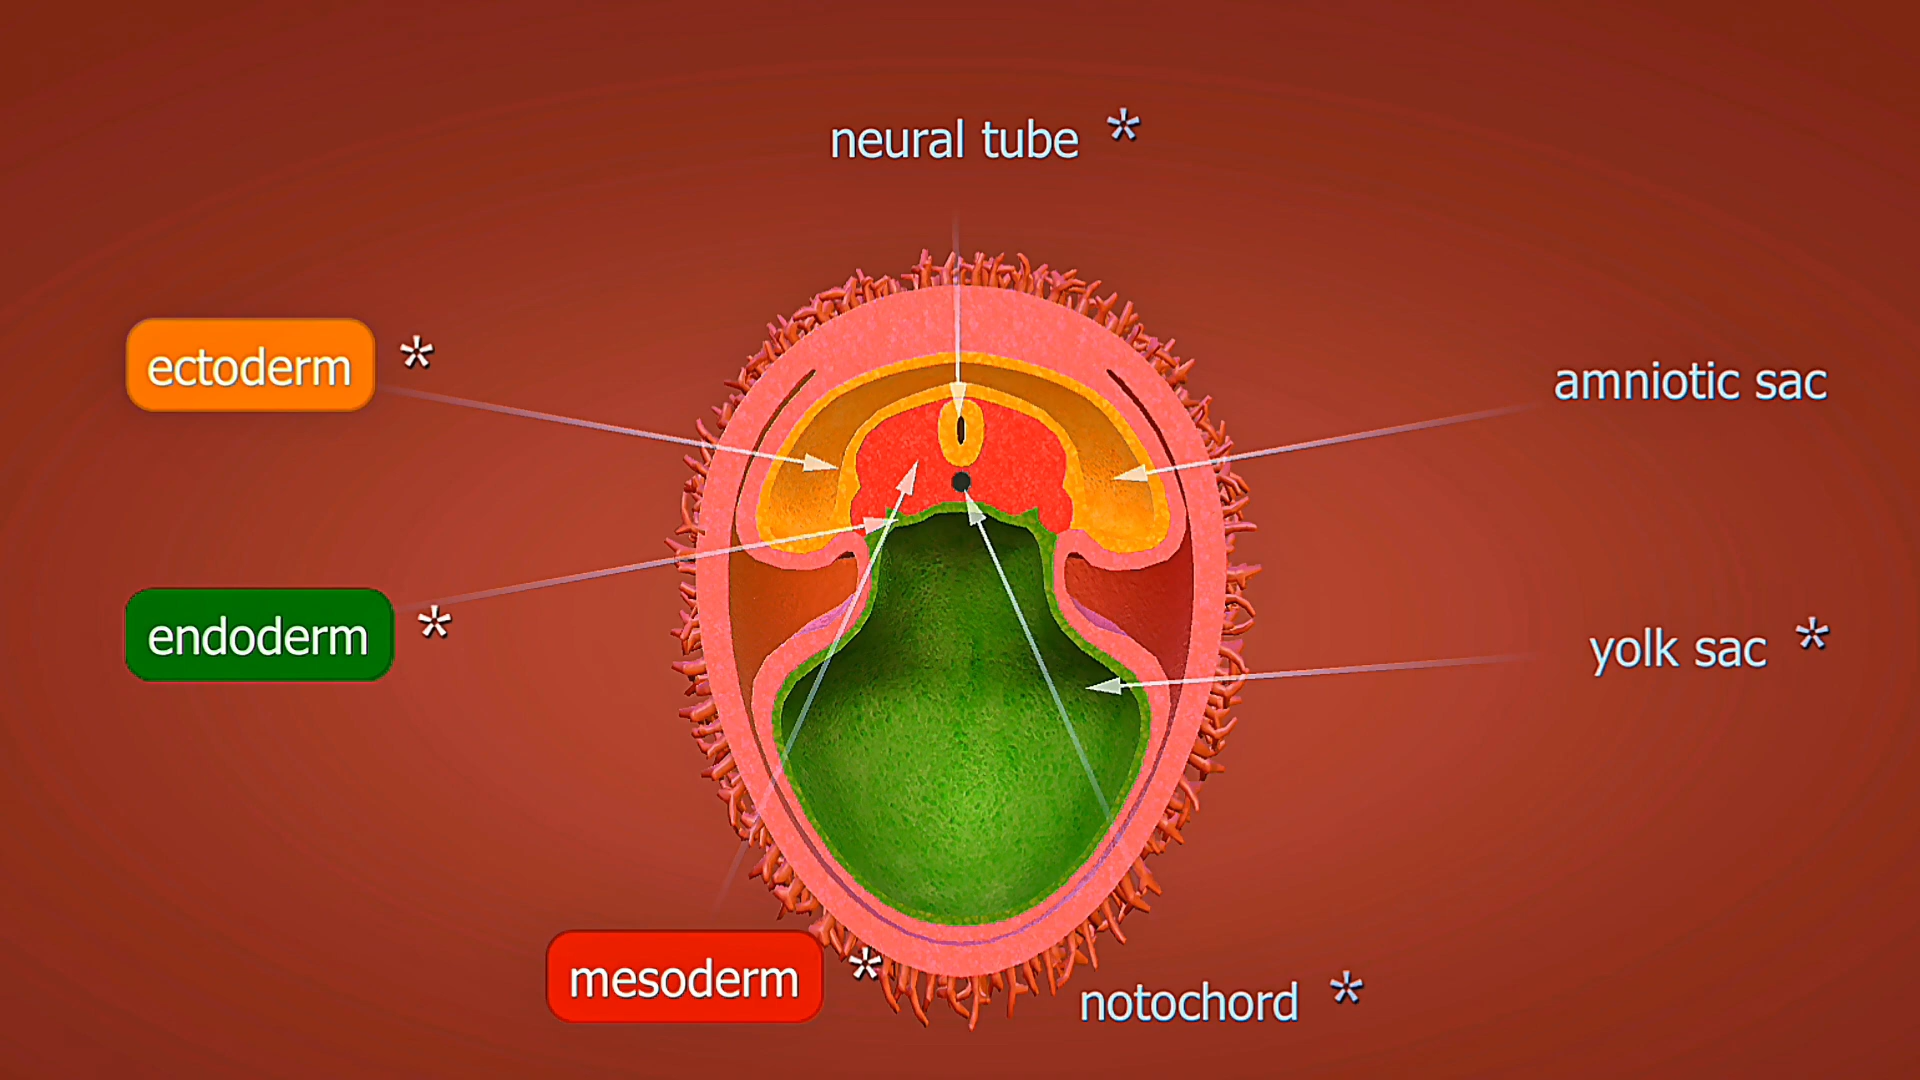 neural tube *
ectoderm *
amniotic sac
endoderm *
yolk sac *
mesoderm *
notochord *